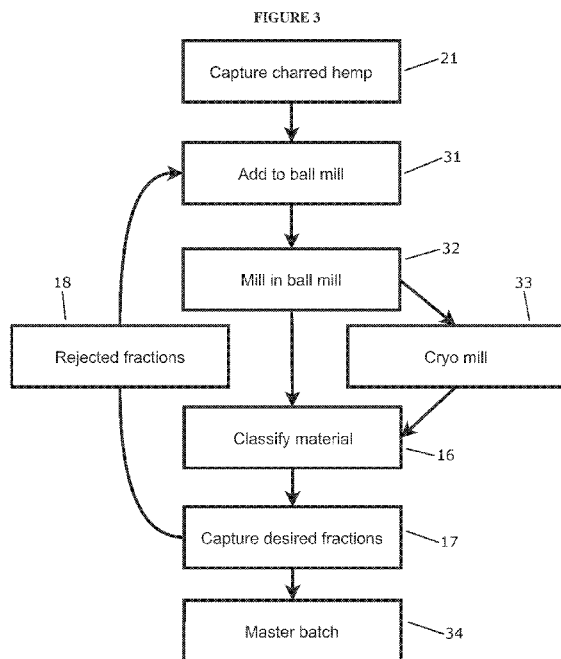 FIGURE 3
Capture charred hemp
21
Add to ball mill
31
Mill in ball mill
32
18
33
Rejected fractions
Cryo mill
Classify material
16
Capture desired fractions
17
Master batch
34